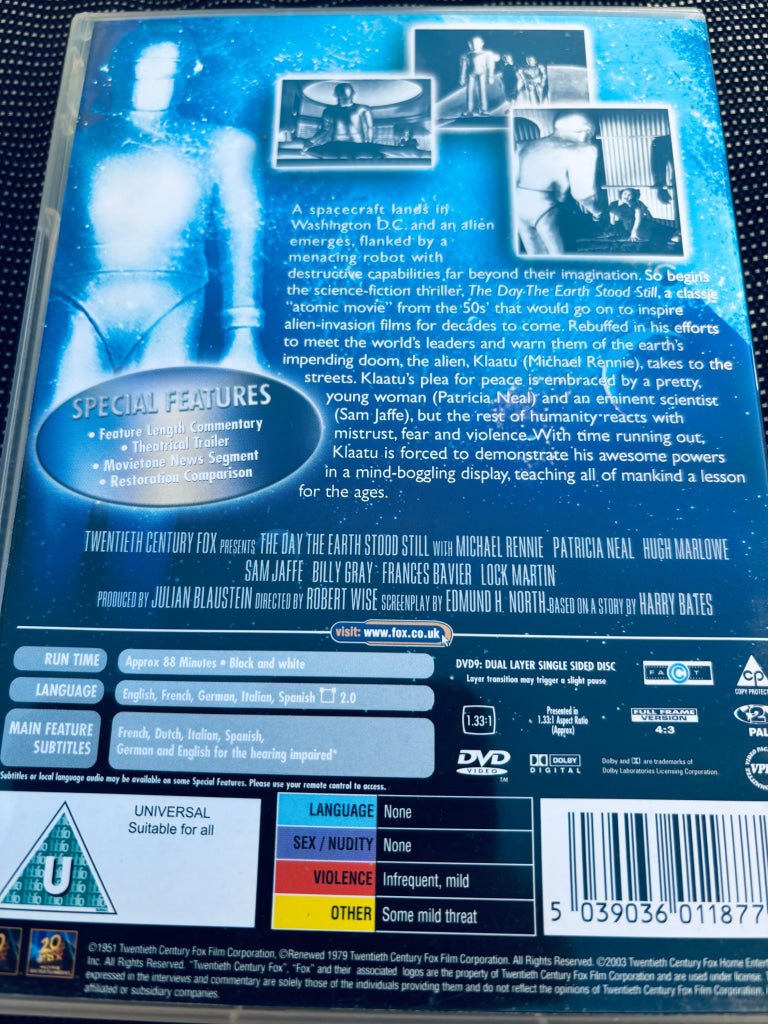 A spacecraft lands in
Washington D.C. and an alien
emerges, flanked by a
menacing robot with
destructive capabilities far beyond their imagination. So begins
the science-fiction thriller, The Day The Earth Stood Still, a classic
"atomic movie" from the 50s' that would go on to inspire
alien-invasion films for decades to come. Rebuffed in his efforts
to meet the world's leaders and warn them of the earth's
impending doom, the alien, Klaatu (Michael Rennie), takes to the
streets. Klaatu's plea for peace is embraced by a pretty,
young woman (Patricia Neal) and an eminent scientist
(Sam Jaffe), but the rest of humanity reacts with
mistrust, fear and violence. With time running out,
Klaatu is forced to demonstrate his awesome powers
in a mind-boggling display, teaching all of mankind a lesson
for the ages.
SPECIAL FEATURES
• Feature Length Commentary
• Theatrical Trailer
• Movietone News Segment
• Restoration Comparison
TWENTIETH CENTURY FOX PRESENTS THE DAY THE EARTH STOOD STILL WITH MICHAEL RENNIE PATRICIA NEAL HUGH MARLOWE
SAM JAFFE BILLY GRAY FRANCES BAVIER LOCK MARTIN
PRODUCED BY JULIAN BLAUSTEIN DIRECTED BY ROBERT WISE SCREENPLAY BY EDMUND H. NORTH BASED ON A STORY BY HARRY BATES
visit: www.fox.co.uk
RUN TIME Approx 88 Minutes • Black and white
LANGUAGE English, French, German, Italian, Spanish 2.0
MAIN FEATURE SUBTITLES
French, Dutch, Italian, Spanish,
German and English for the hearing impaired*
Subtitles or local language audio may be available on some Special Features. Please use your remote control to access.
DVD9: DUAL LAYER SINGLE SIDED DISC
Layer transition may trigger a slight pause
FACT
CP
COPY PROTECT
1.33:1
Presented in
1.33:1 Aspect Ratio
(Approx)
FULL FRAME
VERSION
4:3
2
PAL
DVD
VIDEO
TM
DOLBY
DIGITAL
Dolby and DD are trademarks of
Dolby Laboratories Licensing Corporation.
U
UNIVERSAL
Suitable for all
LANGUAGE None
SEX / NUDITY None
VIOLENCE Infrequent, mild
OTHER Some mild threat
5 039036 011877
©1951 Twentieth Century Fox Film Corporation, ©Renewed 1979 Twentieth Century Fox Film Corporation. All Rights Reserved. ©2003 Twentieth Century Fox Home
Inc. All Rights Reserved. "Twentieth Century Fox", "Fox" and their associated logos are the property of Twentieth Century Fox Film Corporation and are used under license.
expressed in the interviews and commentary are solely those of the individuals providing them and do not reflect the opinions of Twentieth Century Fox Film Corporation,
affiliated or subsidiary companies.